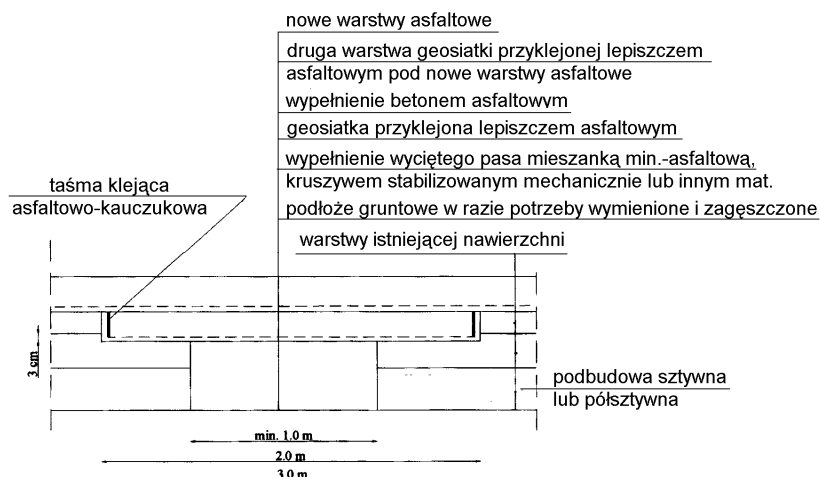 nowe warstwy asfaltowe
druga warstwa geosiatki przyklejonej lepiszczem
asfaltowym pod nowe warstwy asfaltowe
wypełnienie betonem asfaltowym
geosiatka przyklejona lepiszczem asfaltowym
wypełnienie wyciętego pasa mieszanką min.-asfaltową,
kruszywem stabilizowanym mechanicznie lub innym mat.
podłoże gruntowe w razie potrzeby wymienione i zagęszczone
warstwy istniejącej nawierzchni
taśma klejąca
asfaltowo-kauczukowa
3 cm
podbudowa sztywna
lub półsztywna
min. 1.0 m
2.0 m
3.0 m